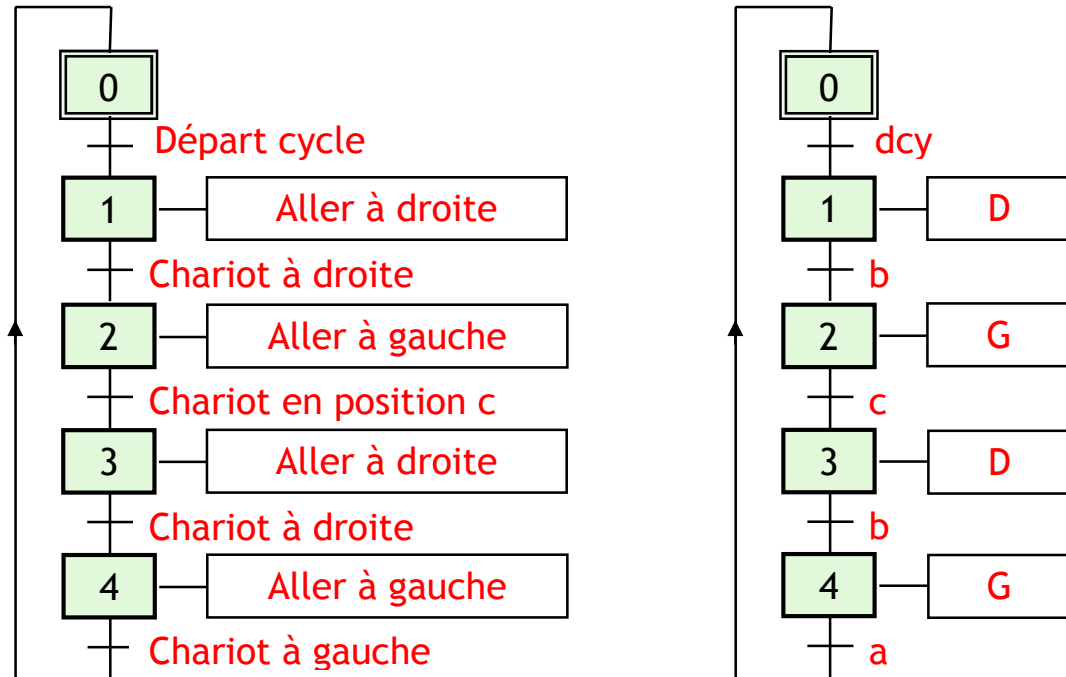 0
Départ cycle
1
Aller à droite
Chariot à droite
2
Aller à gauche
Chariot en position c
3
Aller à droite
Chariot à droite
4
Aller à gauche
Chariot à gauche
0
dcy
1
D
b
2
G
c
3
D
b
4
G
a